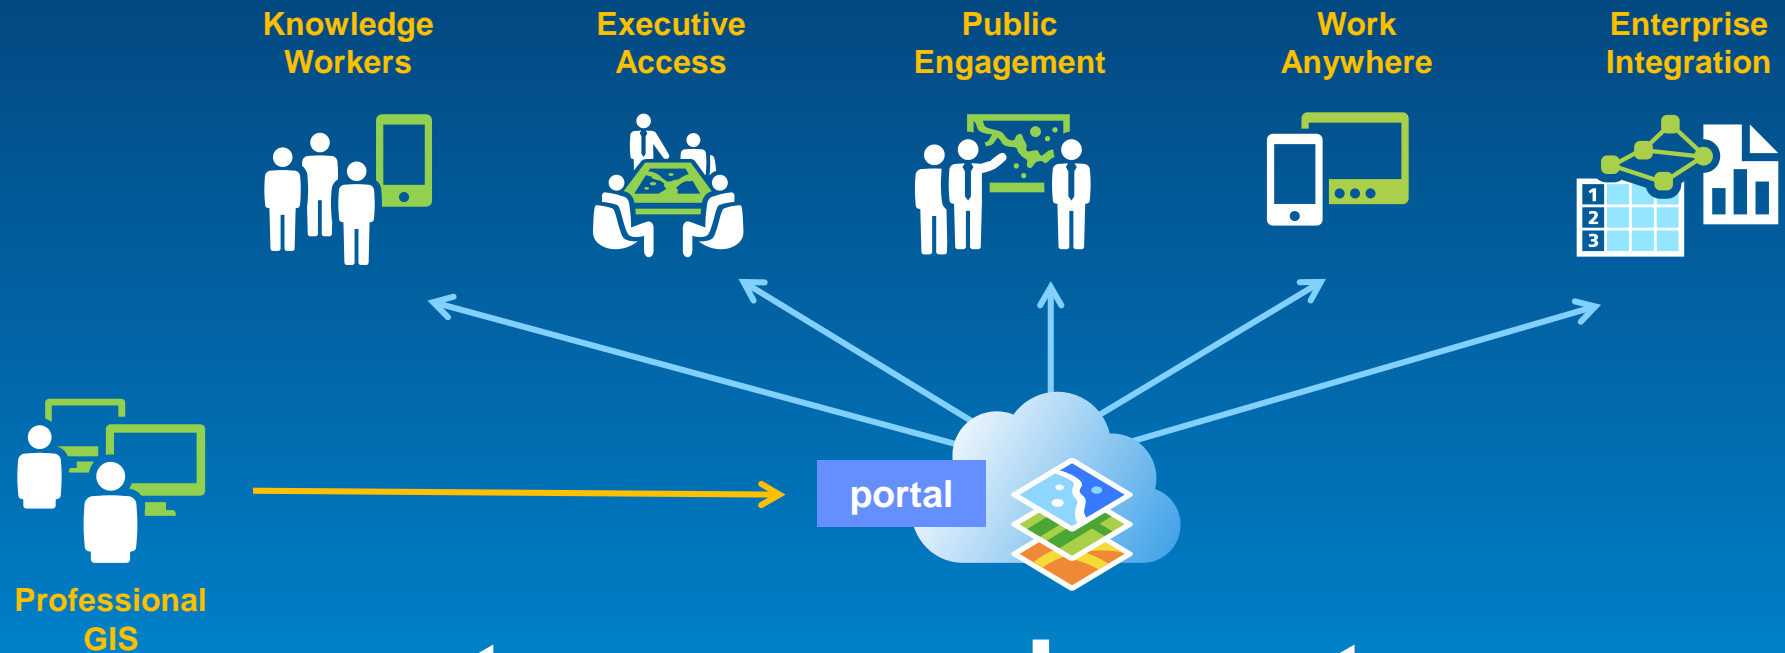 Knowledge
Workers
Executive
Access
Public
Engagement
Work
Anywhere
Enterprise
Integration
1
2
3
portal
Professional
GIS